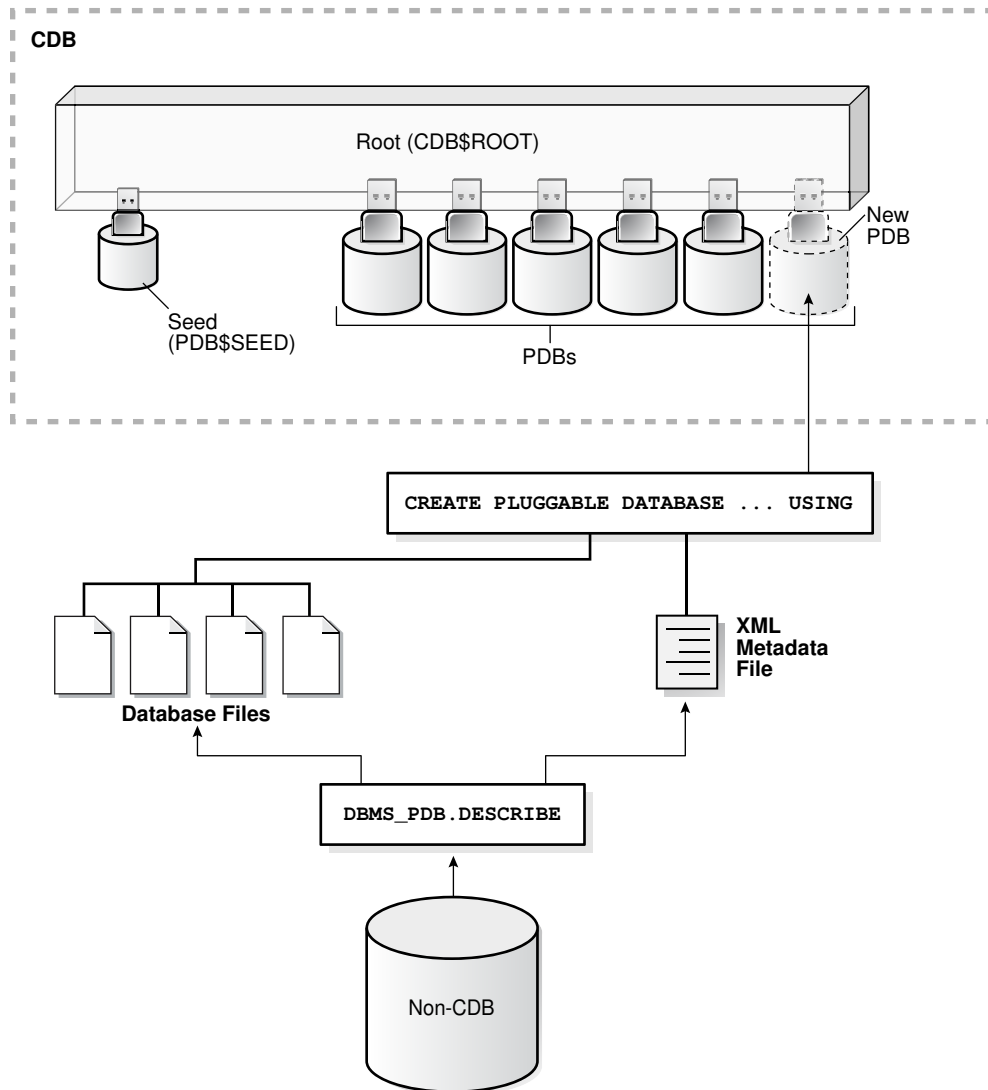 CDB
Root (CDB$ROOT)
New
PDB
Seed
(PDB$SEED)
PDBs
CREATE PLUGGABLE DATABASE ... USING
XML
Metadata
File
Database Files
DBMS_PDB.DESCRIBE
Non-CDB